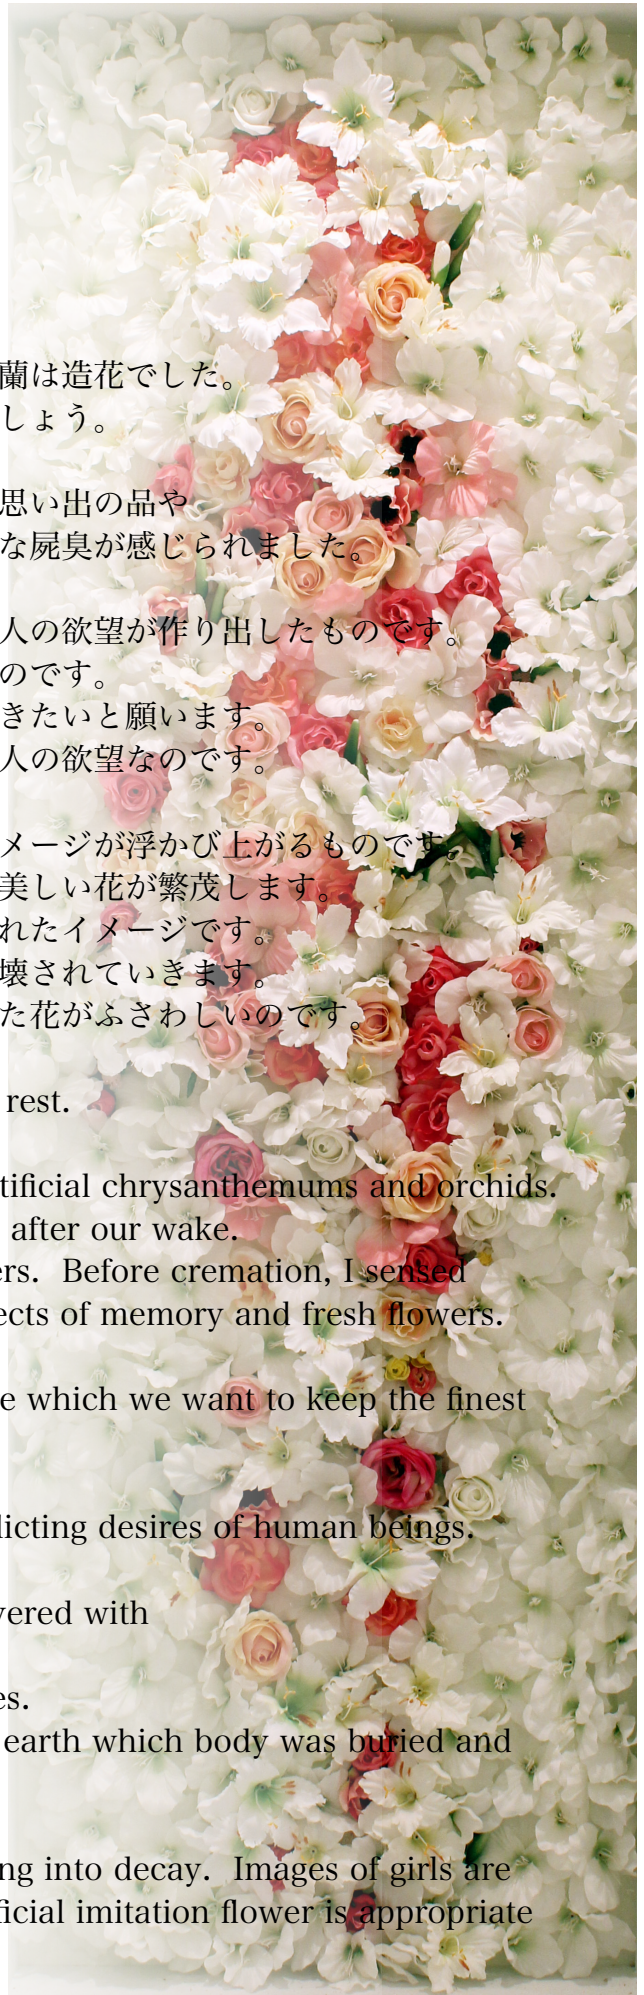 蘭は造花でした。
しょう。
思い出の品や
な屍臭が感じられました。
人の欲望が作り出したものです。
のです。
きたいと願います。
人の欲望なのです。
メージが浮かび上がるものです。
美しい花が繁茂します。
れたイメージです。
壊されていきます。
た花がふさわしいのです。
rest.
tificial chrysanthemums and orchids.
after our wake.
ers. Before cremation, I sensed
ects of memory and fresh flowers.
e which we want to keep the finest
licting desires of human beings.
vered with
es.
earth which body was buried and
ng into decay. Images of girls are
ficial imitation flower is appropriate